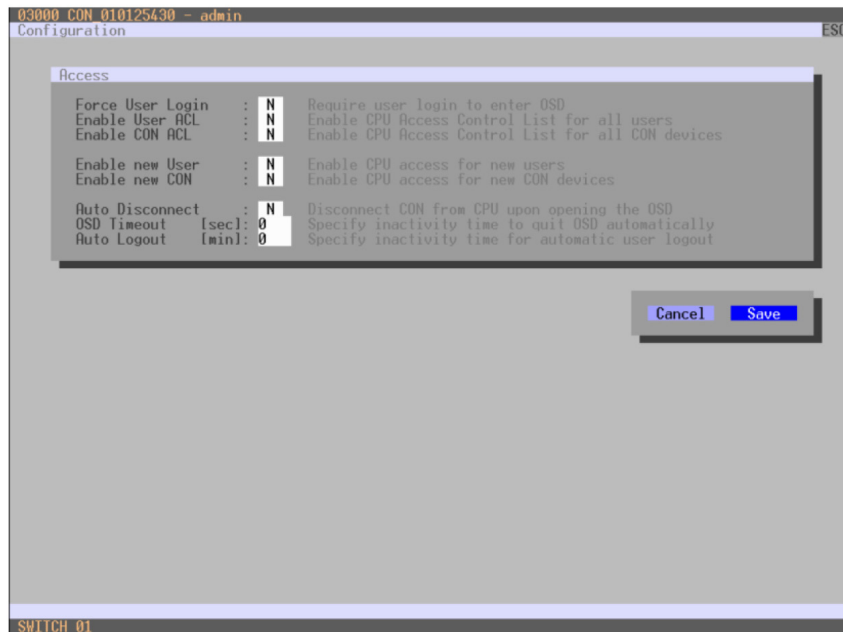 03000 CON 010125430 - admin
Configuration ESC
Access
Force User Login : N Require user login to enter OSD
Enable User ACL : N Enable CPU Access Control List for all users
Enable CON ACL : N Enable CPU Access Control List for all CON devices
Enable new User : N Enable CPU access for new users
Enable new CON : N Enable CPU access for new CON devices
Auto Disconnect : N Disconnect CON from CPU upon opening the OSD
OSD Timeout [sec]: 0 Specify inactivity time to quit OSD automatically
Auto Logout [min]: 0 Specify inactivity time for automatic user logout
Cancel Save
SWITCH 01